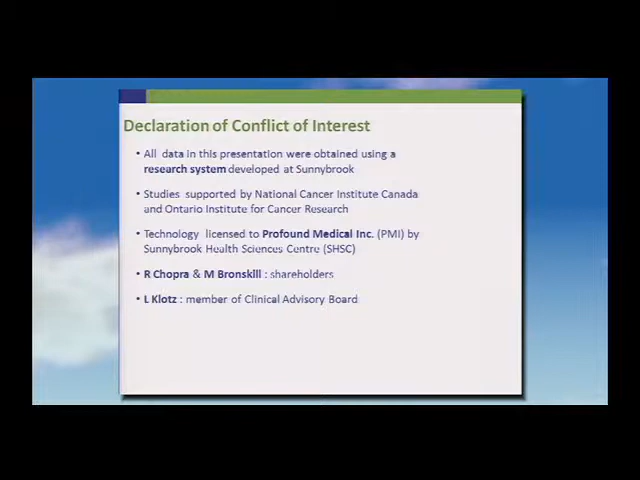 Declaration of Conflict of Interest
• All data in this presentation were obtained using a
research system developed at Sunnybrook
• Studies supported by National Cancer Institute Canada
and Ontario Institute for Cancer Research
• Technology licensed to Profound Medical Inc. (PMI) by
Sunnybrook Health Sciences Centre (SHSC)
• R Chopra & M Bronskill : shareholders
• L Klotz : member of Clinical Advisory Board